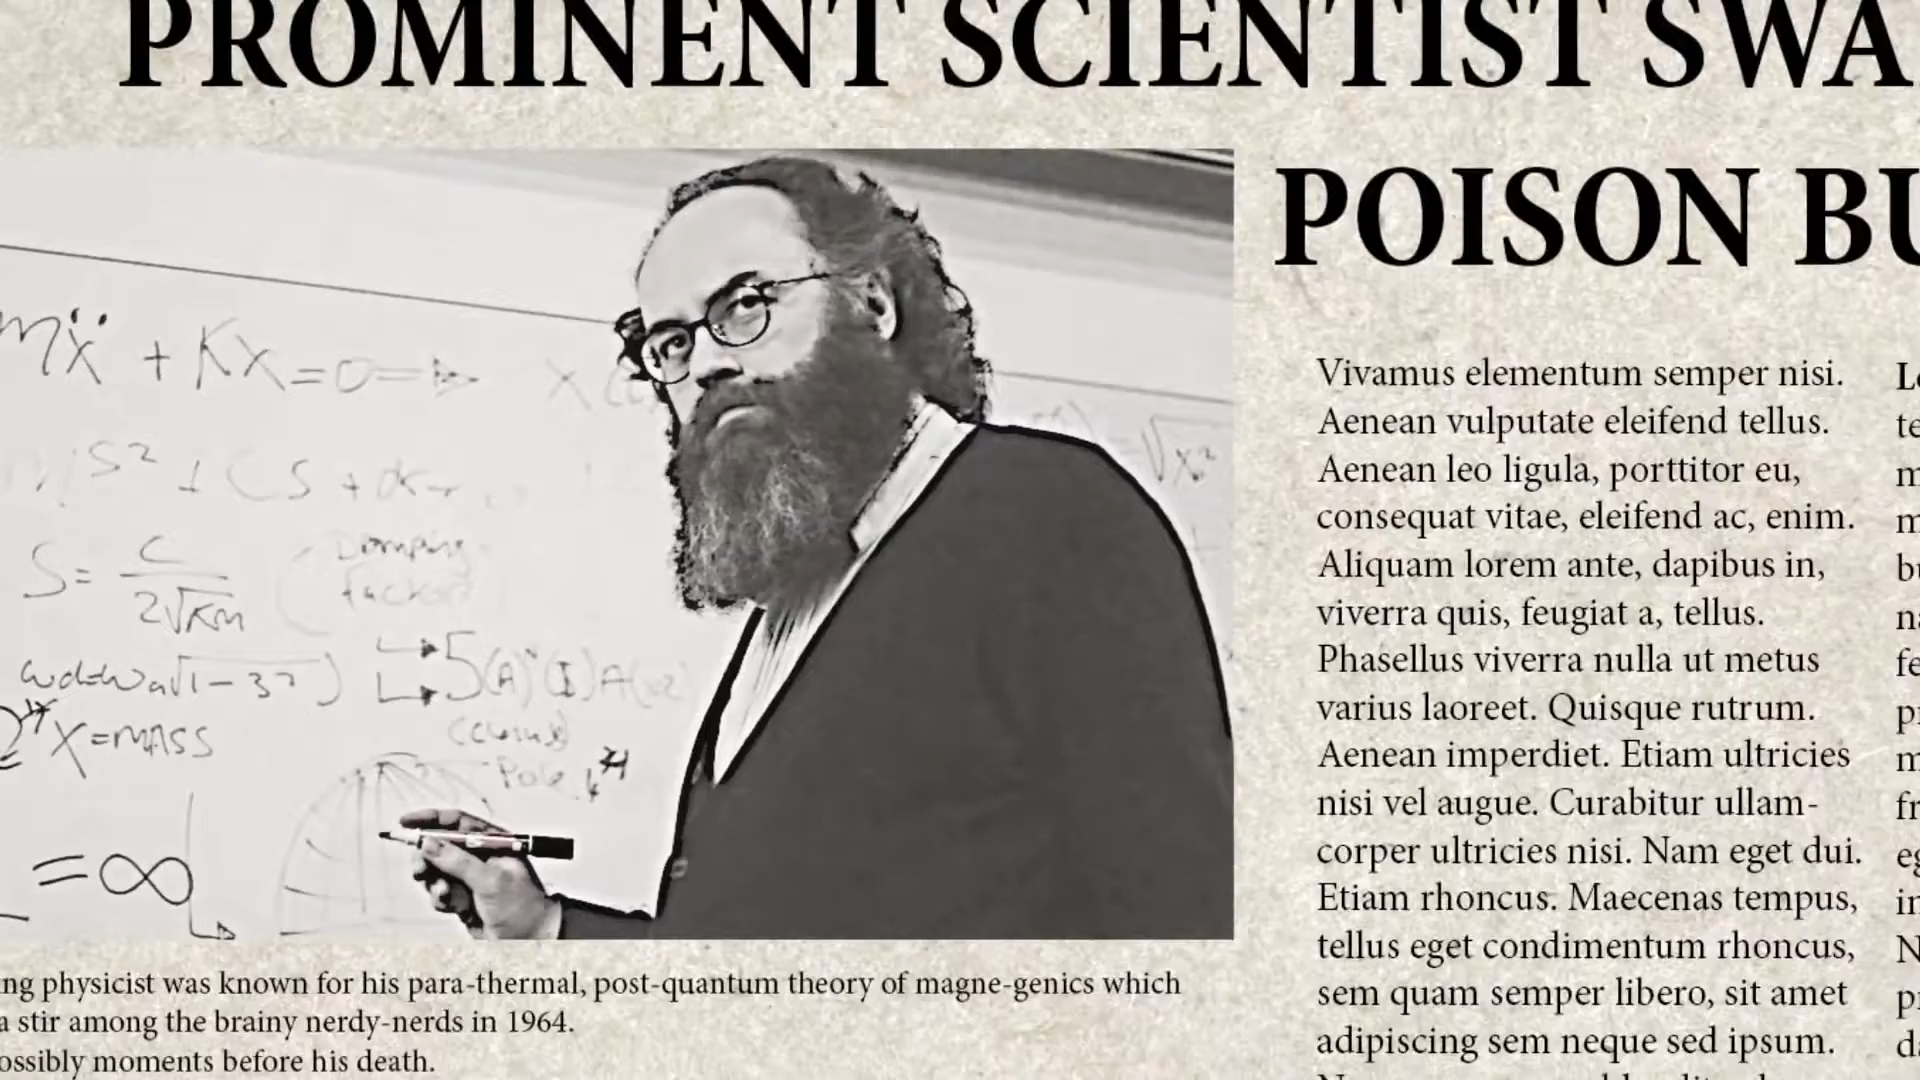 PROMINENT SCIENTIST SWA
POISON BU
mẍ + Kx = 0 =>
S =
C
2√Km
Damping
factor
X = MASS
= ∞
Pole
ng physicist was known for his para-thermal, post-quantum theory of magne-genics which
a stir among the brainy nerdy-nerds in 1964.
ossibly moments before his death.
Vivamus elementum semper nisi.
Aenean vulputate eleifend tellus.
Aenean leo ligula, porttitor eu,
consequat vitae, eleifend ac, enim.
Aliquam lorem ante, dapibus in,
viverra quis, feugiat a, tellus.
Phasellus viverra nulla ut metus
varius laoreet. Quisque rutrum.
Aenean imperdiet. Etiam ultricies
nisi vel augue. Curabitur ullam-
corper ultricies nisi. Nam eget dui.
Etiam rhoncus. Maecenas tempus,
tellus eget condimentum rhoncus,
sem quam semper libero, sit amet
adipiscing sem neque sed ipsum.